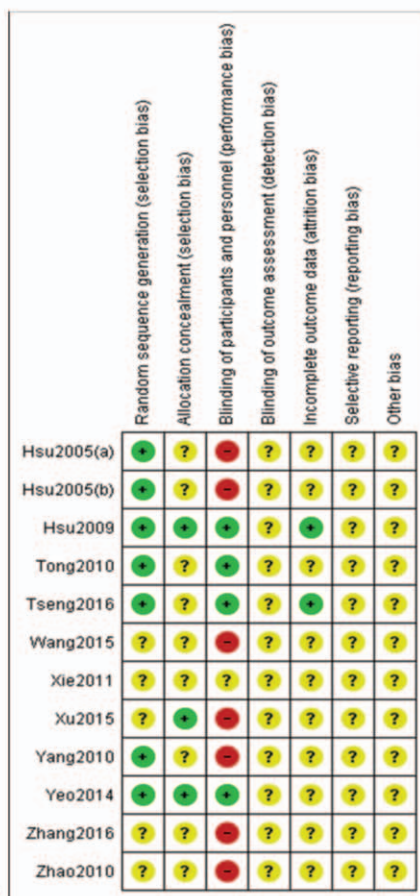 Random sequence generation (selection bias)
Allocation concealment (selection bias)
Blinding of participants and personnel (performance bias)
Blinding of outcome assessment (detection bias)
Incomplete outcome data (attrition bias)
Selective reporting (reporting bias)
Other bias
Hsu2005(a) + ? - ? ? ? ?
Hsu2005(b) + ? - ? ? ? ?
Hsu2009 + + + ? + ? ?
Tong2010 + ? + ? ? ? ?
Tseng2016 + ? + ? + ? ?
Wang2015 ? ? - ? ? ? ?
Xie2011 ? ? ? ? ? ? ?
Xu2015 ? + - ? ? ? ?
Yang2010 + ? - ? ? ? ?
Yeo2014 + + + ? ? ? ?
Zhang2016 ? ? - ? ? ? ?
Zhao2010 ? ? - ? ? ? ?